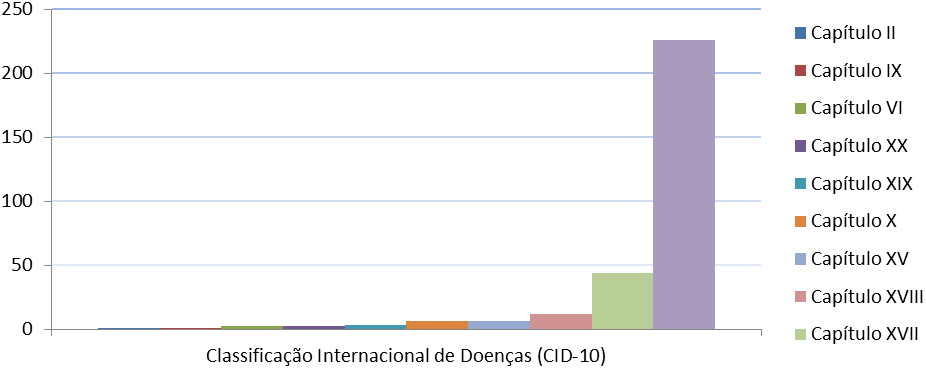 250
200
150
100
50
0
Classificação Internacional de Doenças (CID-10)
Capítulo II
Capítulo IX
Capítulo VI
Capítulo XX
Capítulo XIX
Capítulo X
Capítulo XV
Capítulo XVIII
Capítulo XVII